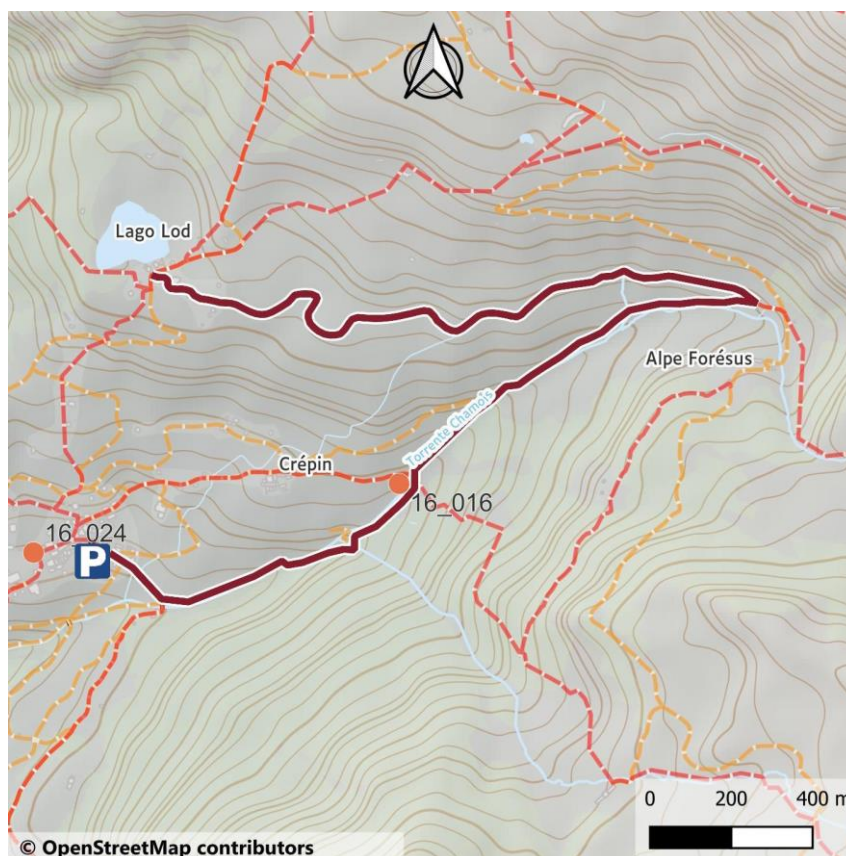 Lago Lod
Alpe Forésus
Torrente Chamois
Crépin
16_016
16_024
P
0 200 400 m
© OpenStreetMap contributors